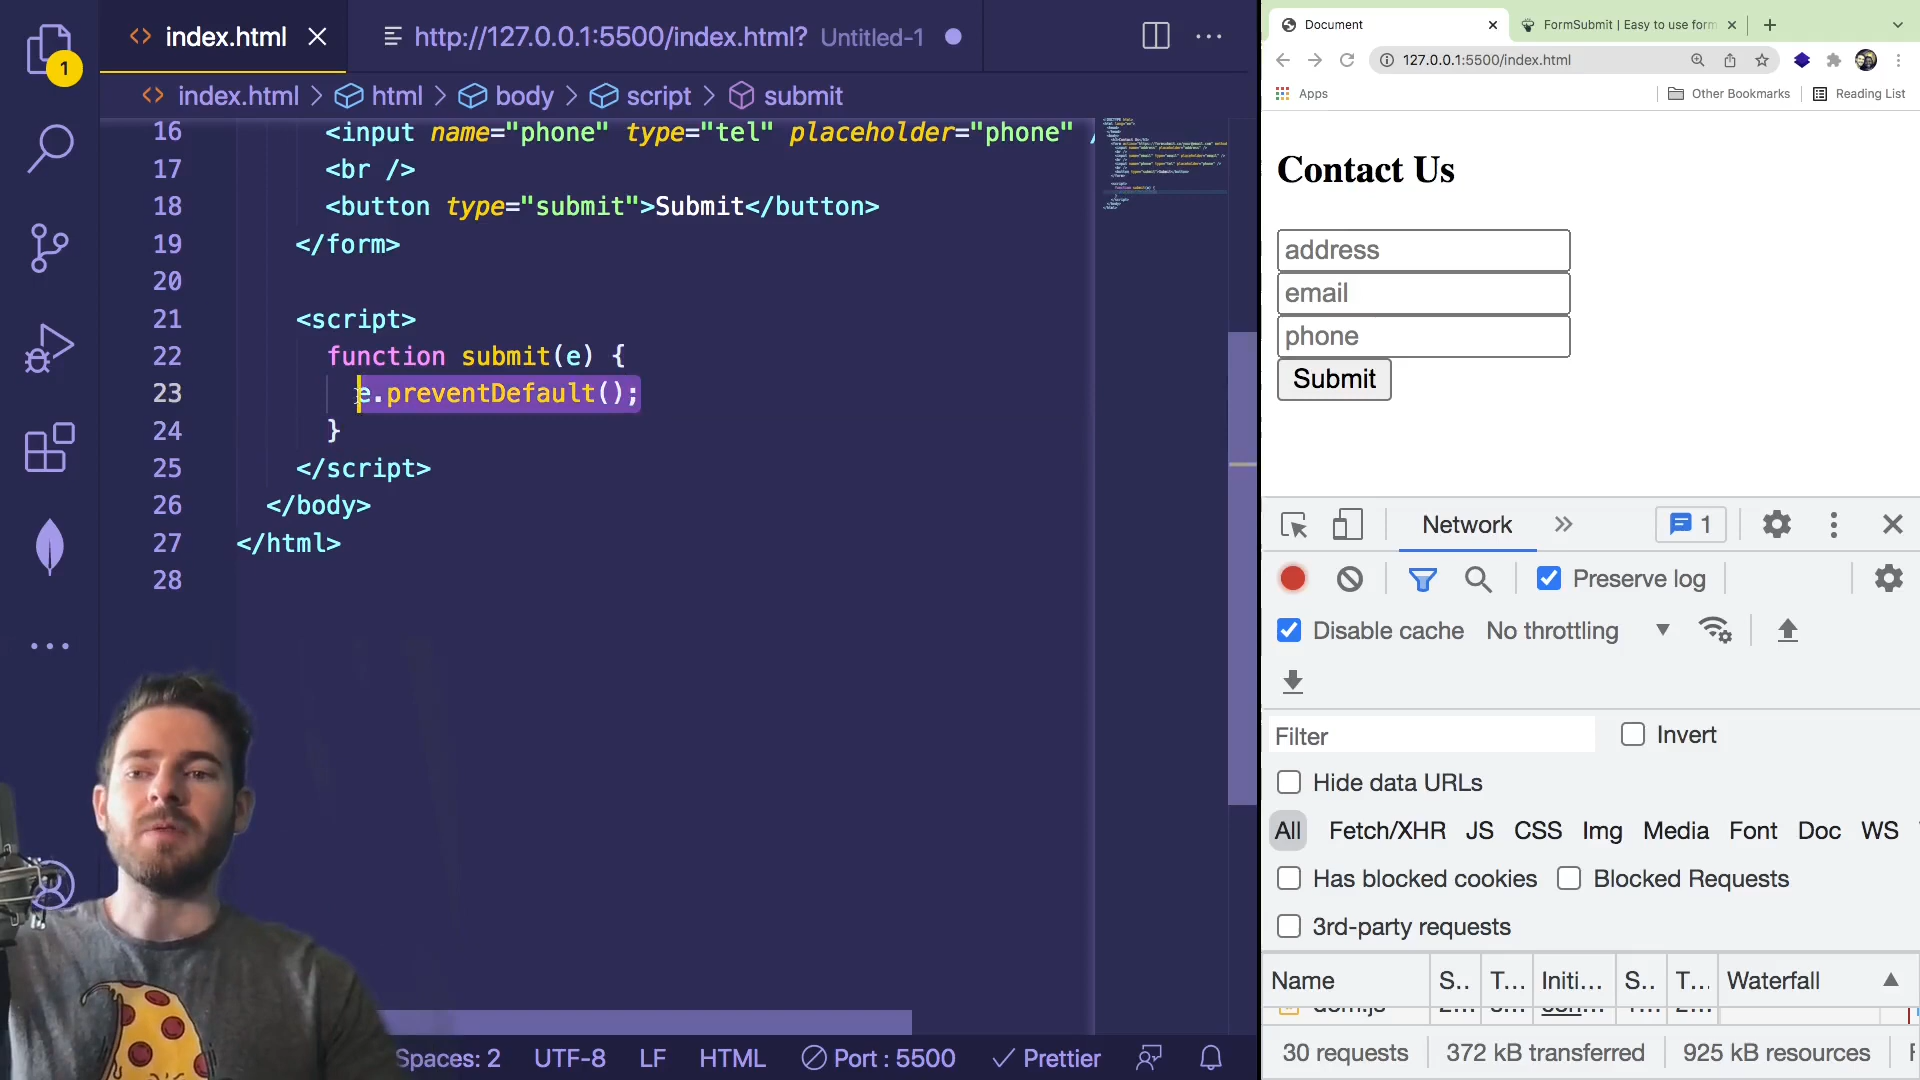 1
index.html
http://127.0.0.1:5500/index.html? Untitled-1
index.html > html > body > script > submit
16 <input name="phone" type="tel" placeholder="phone" /
17 <br />
18 <button type="submit">Submit</button>
19 </form>
20
21 <script>
22 function submit(e) {
23 e.preventDefault();
24 }
25 </script>
26 </body>
27 </html>
28
Spaces: 2 UTF-8 LF HTML Port : 5500 Prettier
Document
FormSubmit | Easy to use form
127.0.0.1:5500/index.html
Apps Other Bookmarks Reading List
Contact Us
address
email
phone
Submit
Network 1
Preserve log
Disable cache No throttling
Filter Invert
Hide data URLs
All Fetch/XHR JS CSS Img Media Font Doc WS
Has blocked cookies Blocked Requests
3rd-party requests
Name S.. T... Initi... S.. T... Waterfall
30 requests 372 kB transferred 925 kB resources